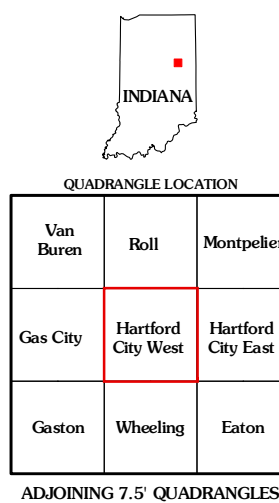 INDIANA
QUADRANGLE LOCATION
Van
Buren
Roll
Montpelier
Gas City
Hartford
City West
Hartford
City East
Gaston
Wheeling
Eaton
ADJOINING 7.5' QUADRANGLES